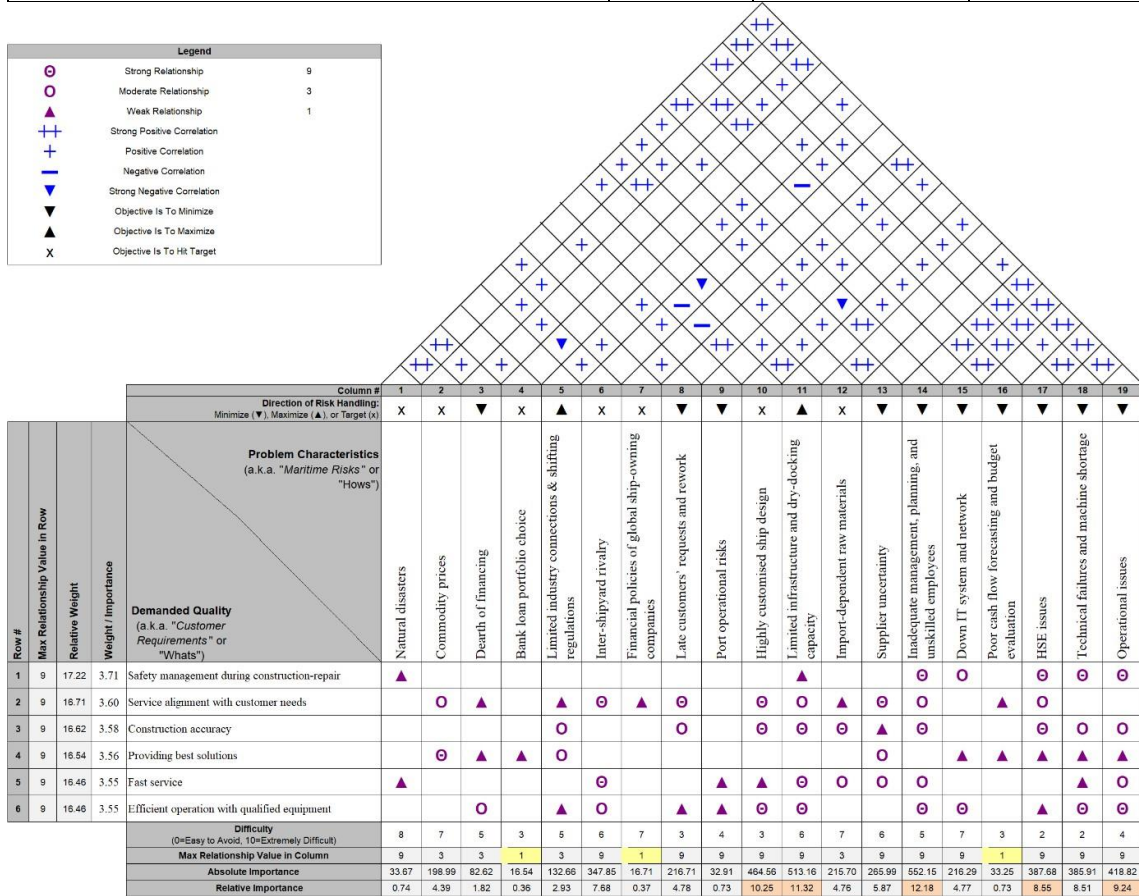 Legend
Strong Relationship 9
Moderate Relationship 3
Weak Relationship 1
Strong Positive Correlation
Positive Correlation
Negative Correlation
Strong Negative Correlation
Objective Is To Minimize
Objective Is To Maximize
X Objective Is To Hit Target
Column # 1 2 3 4 5 6 7 8 9 10 11 12 13 14 15 16 17 18 19
Direction of Risk Handling:
Minimize (▼), Maximize (▲), or Target (x) x x ▼ x ▲ x x ▼ ▼ x ▲ x ▼ ▼ ▼ ▼ ▼ ▼ ▼
Row #
Max Relationship Value in Row
Relative Weight
Weight / Importance
Problem Characteristics
(a.k.a. "Maritime Risks" or
"Hows")
Demanded Quality
(a.k.a. "Customer
Requirements" or
"Whats")
Natural disasters
Commodity prices
Dearth of financing
Bank loan portfolio choice
Limited industry connections & shifting
regulations
Inter-shipyard rivalry
Financial policies of global ship-owning
companies
Late customers' requests and rework
Port operational risks
Highly customised ship design
Limited infrastructure and dry-docking
capacity
Import-dependent raw materials
Supplier uncertainty
Inadequate management, planning, and
unskilled employees
Down IT system and network
Poor cash flow forecasting and budget
evaluation
HSE issues
Technical failures and machine shortage
Operational issues
1 9 17.22 3.71 Safety management during construction-repair
2 9 16.71 3.60 Service alignment with customer needs
3 9 16.62 3.58 Construction accuracy
4 9 16.54 3.56 Providing best solutions
5 9 16.46 3.55 Fast service
6 9 16.46 3.55 Efficient operation with qualified equipment
Difficulty
(0=Easy to Avoid, 10=Extremely Difficult) 8 7 5 3 5 6 7 3 4 3 6 7 6 5 7 3 2 2 4
Max Relationship Value in Column 9 3 3 1 3 9 1 9 9 9 9 3 9 9 9 1 9 9 9
Absolute Importance 33.67 198.99 82.62 16.54 132.66 347.85 16.71 216.71 32.91 464.56 513.16 215.70 265.99 552.15 216.29 33.25 387.68 385.91 418.82
Relative Importance 0.74 4.39 1.82 0.36 2.93 7.68 0.37 4.78 0.73 10.25 11.32 4.76 5.87 12.18 4.77 0.73 8.55 8.51 9.24